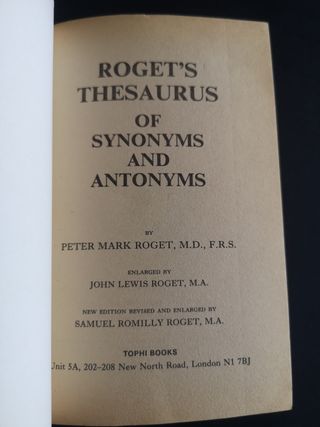 ROGET'S
THESAURUS
OF
SYNONYMS
AND
ANTONYMS
BY
PETER MARK ROGET, M.D., F.R.S.
ENLARGED BY
JOHN LEWIS ROGET, M.A.
NEW EDITION REVISED AND ENLARGED BY
SAMUEL ROMILLY ROGET, M.A.
TOPHI BOOKS
Unit 5A, 202–208 New North Road, London N1 7BJ